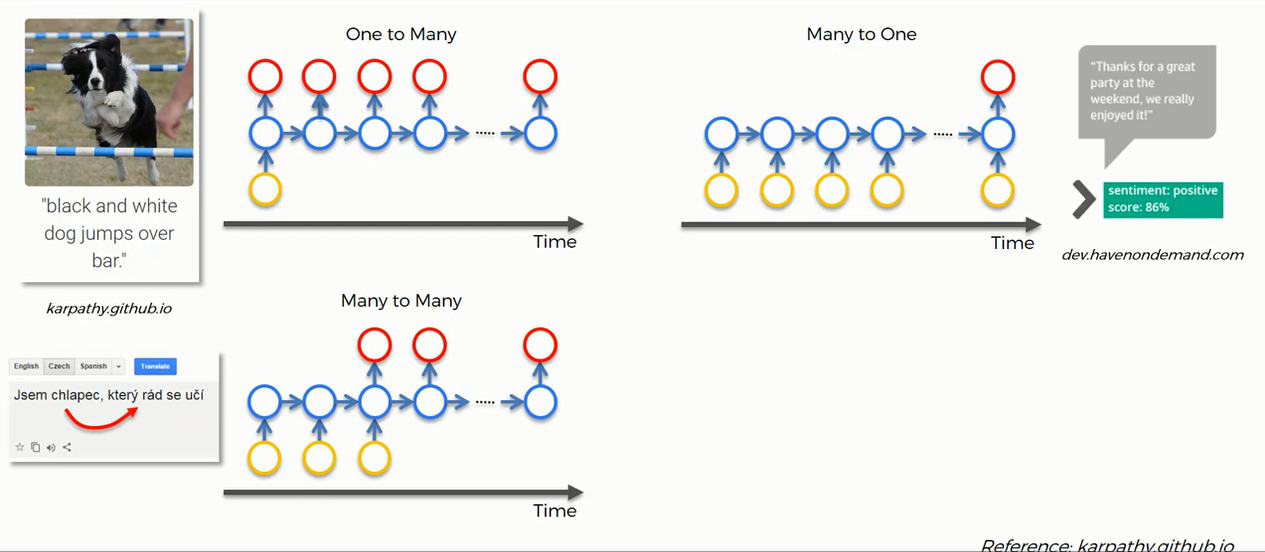 One to Many
"black and white
dog jumps over
bar."
Time
karpathy.github.io
Many to One
.....
.....
"Thanks for a great
party at the
weekend, we really
enjoyed it!"
sentiment: positive
score: 86%
Time
dev.havenondemand.com
Many to Many
English Czech Spanish Translate
Jsem chlapec, který rád se učí
.....
Time
Reference: karpathy.github.io